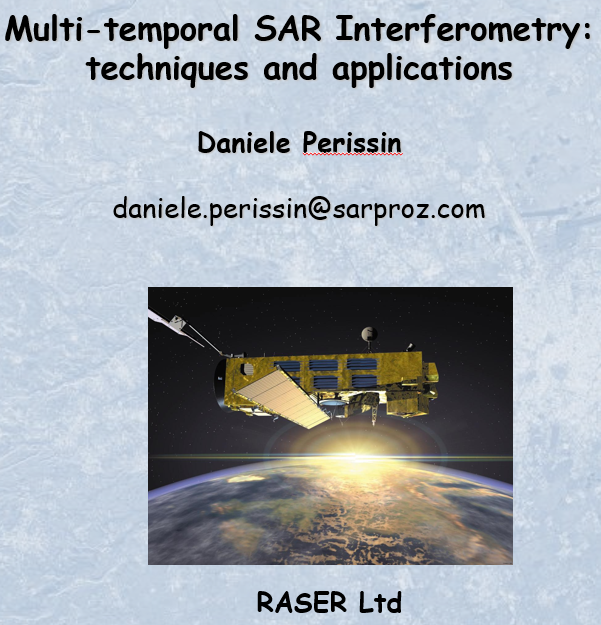 Multi-temporal SAR Interferometry:
techniques and applications
Daniele Perissin
daniele.perissin@sarproz.com
RASER Ltd